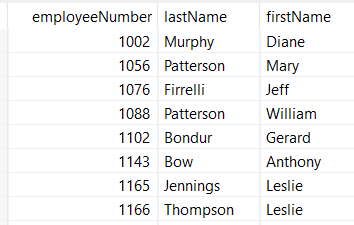 employeeNumber lastName firstName
1002 Murphy Diane
1056 Patterson Mary
1076 Firrelli Jeff
1088 Patterson William
1102 Bondur Gerard
1143 Bow Anthony
1165 Jennings Leslie
1166 Thompson Leslie